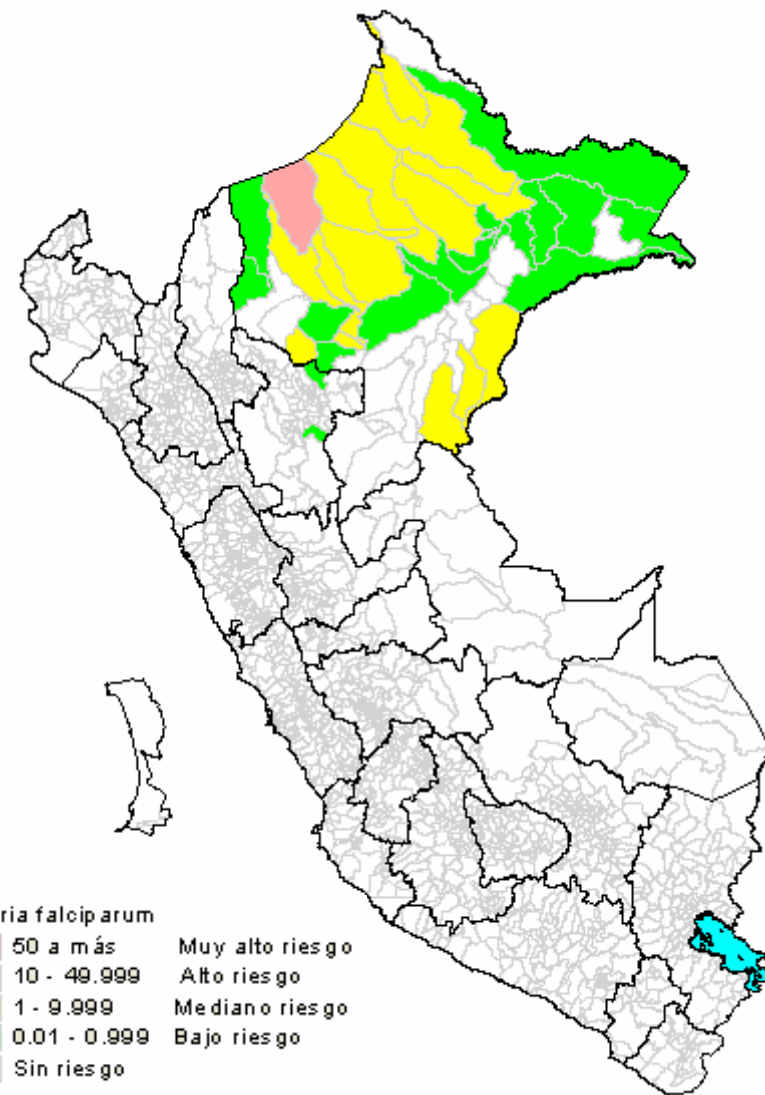 ria falciparum
50 a más Muy alto riesgo
10 - 49.999 Alto riesgo
1 - 9.999 Mediano riesgo
0.01 - 0.999 Bajo riesgo
Sin riesgo